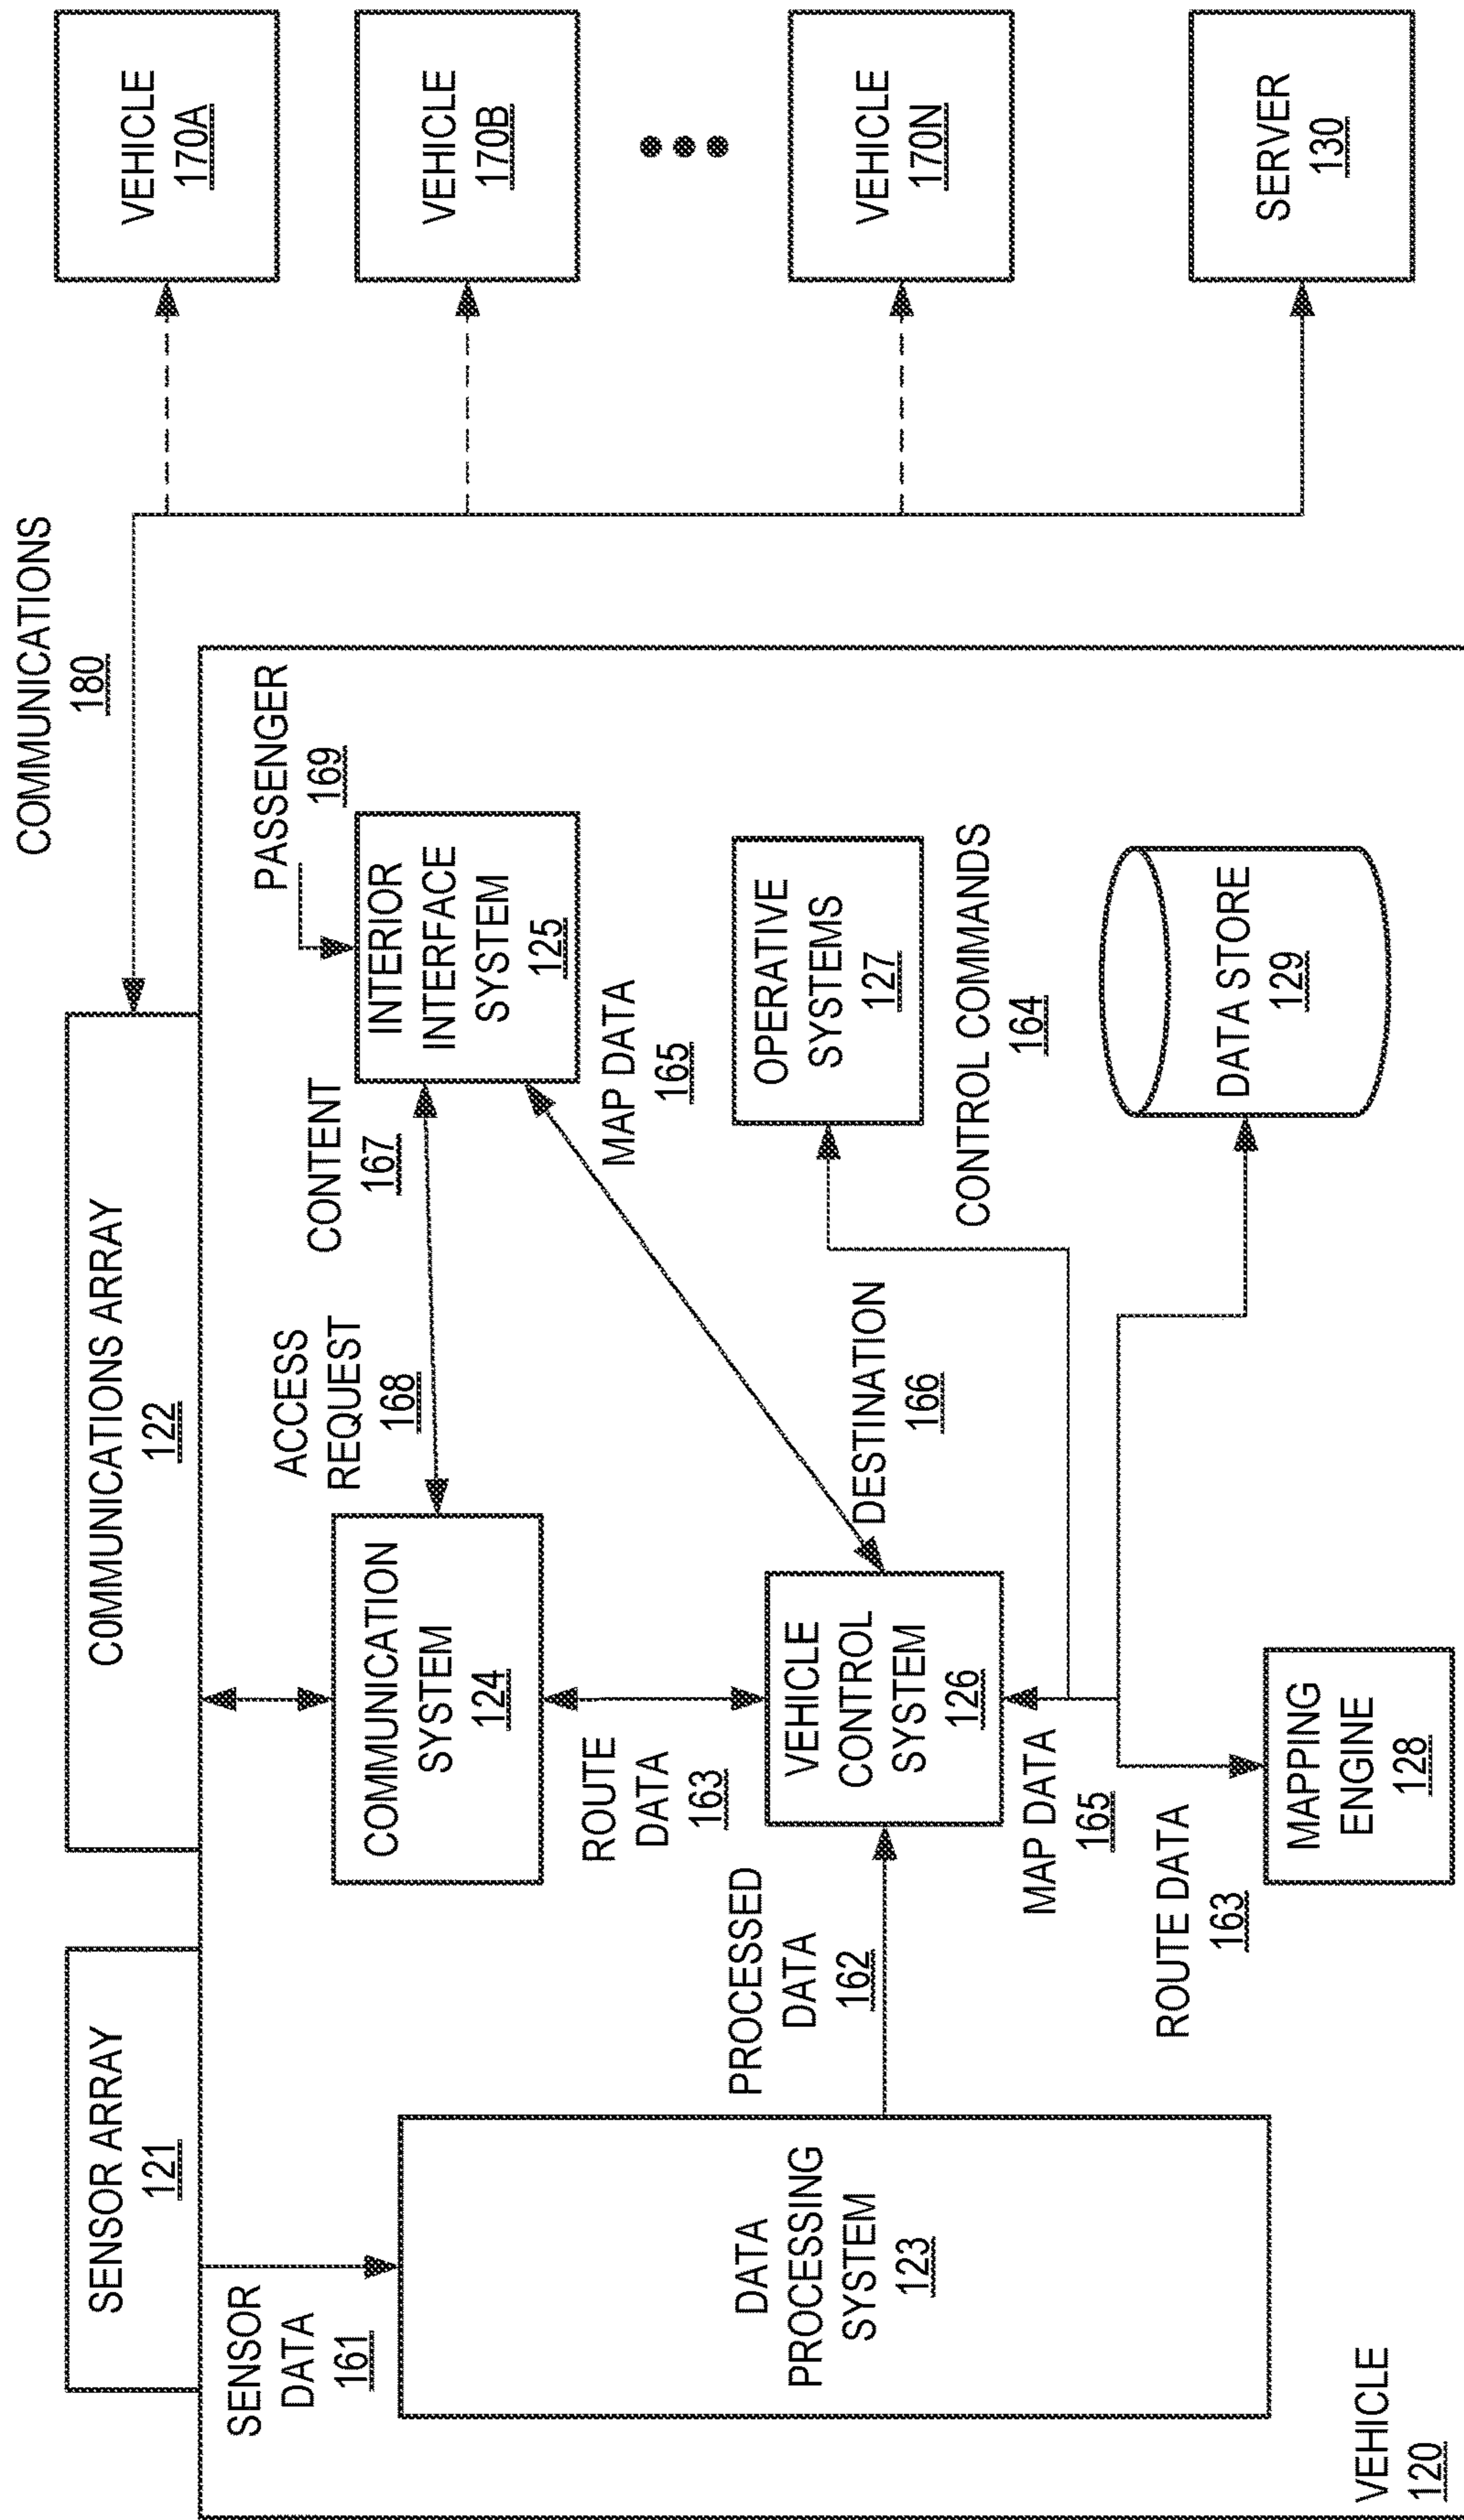 SENSOR ARRAY
121
COMMUNICATIONS ARRAY
122
COMMUNICATIONS
180
SENSOR
DATA
161
DATA
PROCESSING
SYSTEM
123
COMMUNICATION
SYSTEM
124
ACCESS
REQUEST
168
CONTENT
167
PASSENGER
169
INTERIOR
INTERFACE
SYSTEM
125
MAP DATA
165
ROUTE
DATA
163
PROCESSED
DATA
162
VEHICLE
CONTROL
SYSTEM
126
DESTINATION
166
OPERATIVE
SYSTEMS
127
CONTROL COMMANDS
164
MAP DATA
165
ROUTE DATA
163
MAPPING
ENGINE
128
DATA STORE
129
VEHICLE
120
VEHICLE
170A
VEHICLE
170B
VEHICLE
170N
SERVER
130